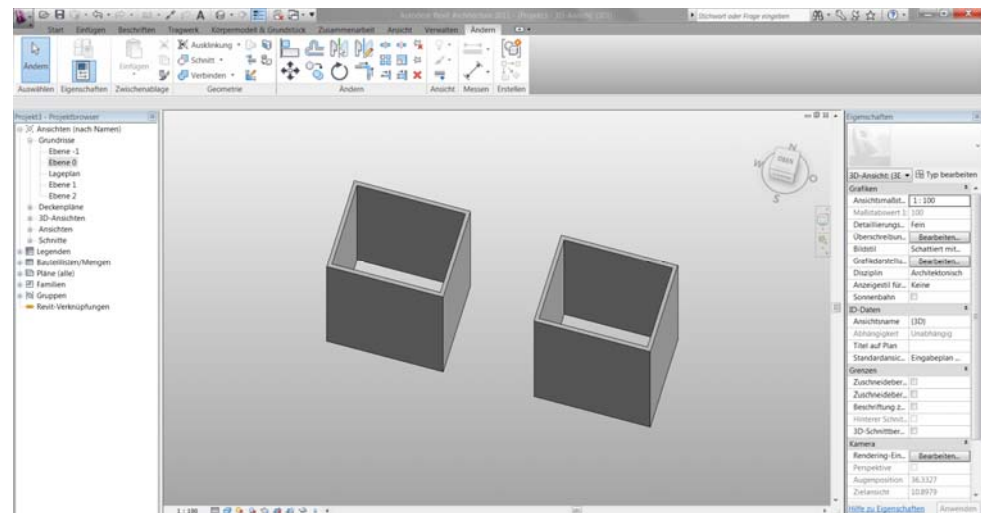 Autodesk Revit Architecture 2011 - [Projekt3 - 3D-Ansicht: {3D}]
Stichwort oder Frage eingeben
Start Einfügen Beschriften Tragwerk Körpermodell & Grundstück Zusammenarbeit Ansicht Verwalten Ändern
Ändern
Einfügen
Ausklinkung
Schnitt
Verbinden
Auswählen Eigenschaften Zwischenablage Geometrie Ändern Ansicht Messen Erstellen
Projekt3 - Projektbrowser
Ansichten (nach Namen)
Grundrisse
Ebene -1
Ebene 0
Lageplan
Ebene 1
Ebene 2
Deckenpläne
3D-Ansichten
Ansichten
Schnitte
Legenden
Bauteillisten/Mengen
Pläne (alle)
Familien
Gruppen
Revit-Verknüpfungen
N
W
OBEN
O
S
Eigenschaften
3D-Ansicht: {3D Typ bearbeiten
Grafiken
Ansichtsmaßst... 1 : 100
Maßstabswert 1: 100
Detaillierungs... Fein
Überschreibun... Bearbeiten...
Bildstil Schattiert mit...
Grafikdarstellu... Bearbeiten...
Disziplin Architektonisch
Anzeigestil für... Keine
Sonnenbahn
ID-Daten
Ansichtsname {3D}
Abhängigkeit Unabhängig
Titel auf Plan
Standardansic... Eingabeplan ...
Grenzen
Zuschneideber...
Zuschneideber...
Beschriftung z...
Hinterer Schnit...
3D-Schnittber...
Kamera
Rendering-Ein... Bearbeiten...
Perspektive
Augenposition 36.3327
Zielansicht 10.8979
Hilfe zu Eigenschaften Anwenden
1 : 100